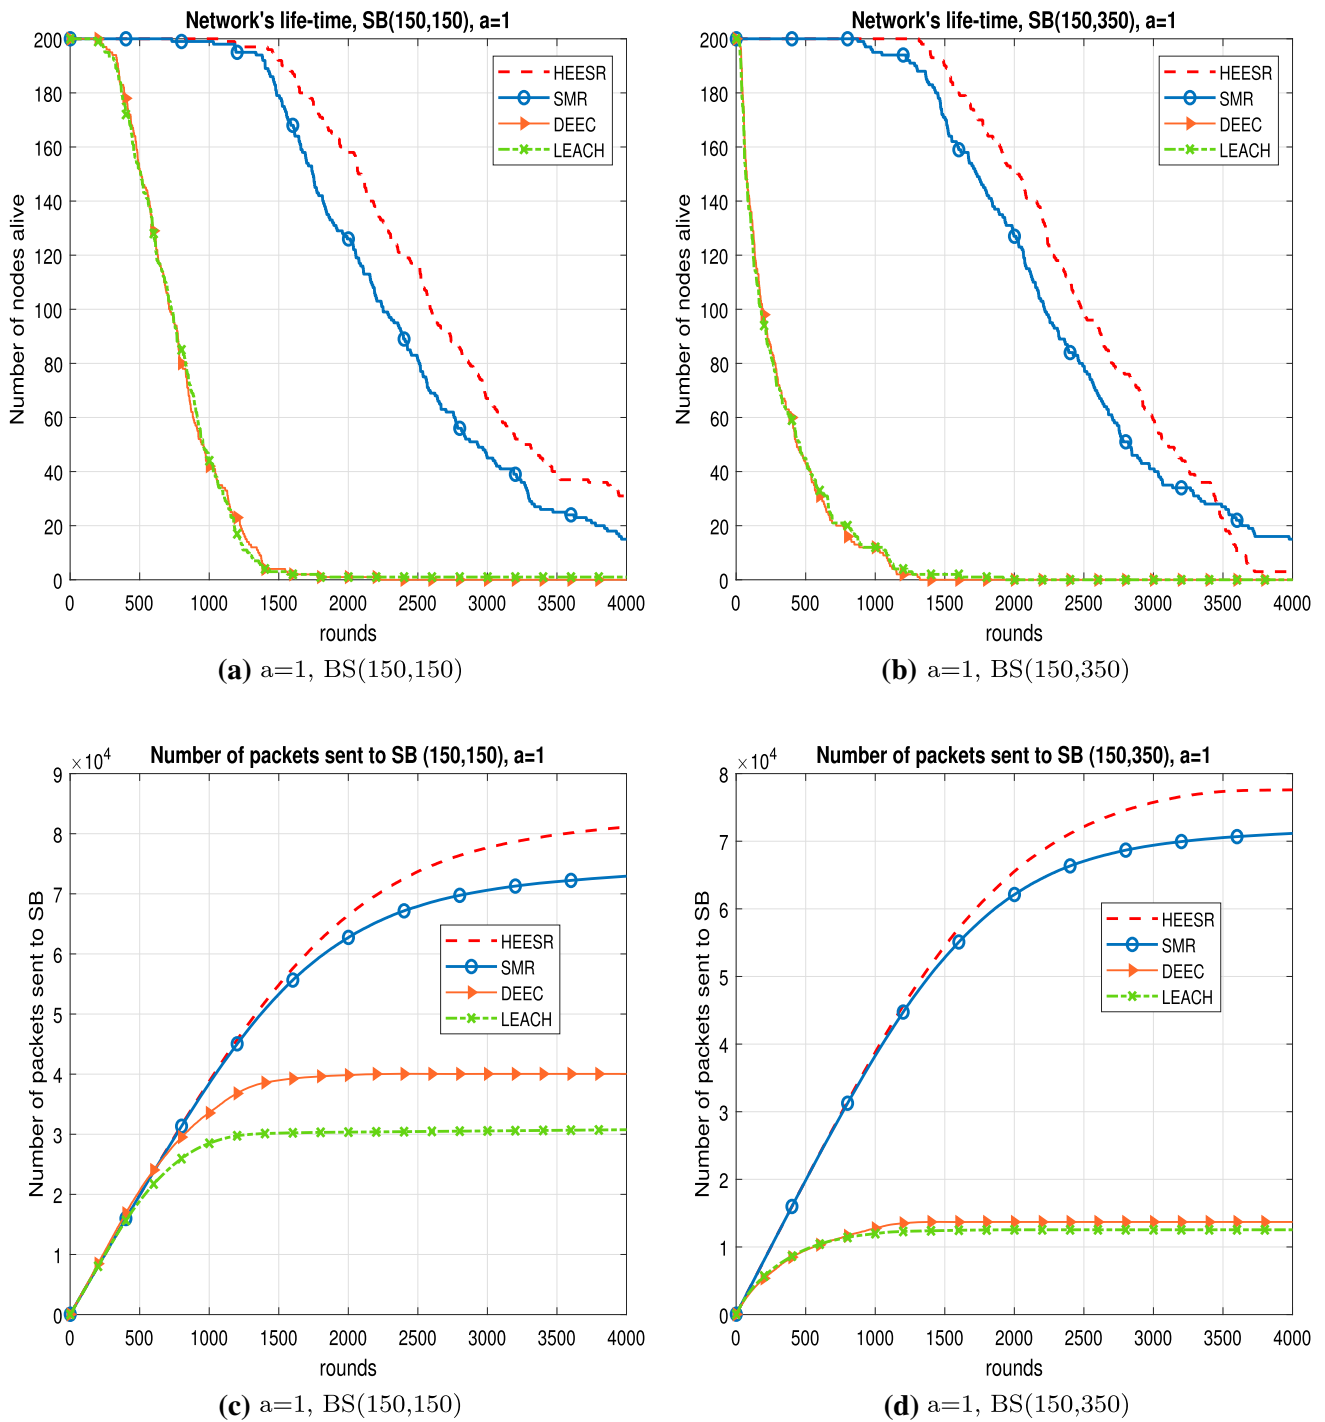 Network's life-time, SB(150,150), a=1
200
180
160
140
120
100
80
60
40
20
0
Number of nodes alive
HEESR
SMR
DEEC
LEACH
0 500 1000 1500 2000 2500 3000 3500 4000
rounds
(a) a=1, BS(150,150)
Network's life-time, SB(150,350), a=1
200
180
160
140
120
100
80
60
40
20
0
Number of nodes alive
HEESR
SMR
DEEC
LEACH
0 500 1000 1500 2000 2500 3000 3500 4000
rounds
(b) a=1, BS(150,350)
Number of packets sent to SB (150,150), a=1
×10^4
9
8
7
6
5
4
3
2
1
0
Number of packets sent to SB
HEESR
SMR
DEEC
LEACH
0 500 1000 1500 2000 2500 3000 3500 4000
rounds
(c) a=1, BS(150,150)
Number of packets sent to SB (150,350), a=1
×10^4
8
7
6
5
4
3
2
1
0
Number of packets sent to SB
HEESR
SMR
DEEC
LEACH
0 500 1000 1500 2000 2500 3000 3500 4000
rounds
(d) a=1, BS(150,350)